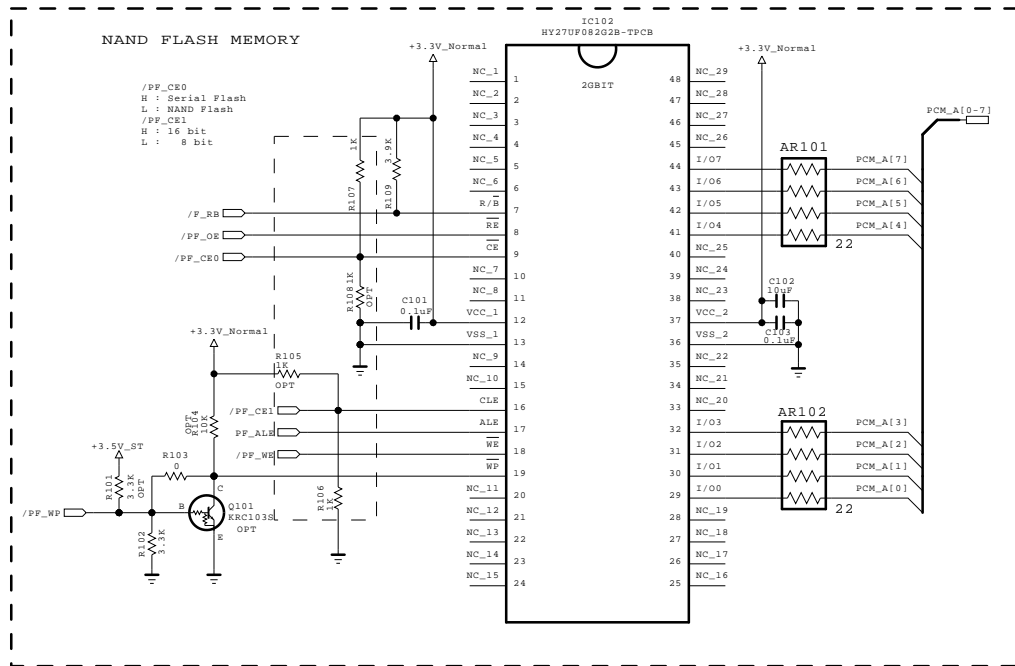 NAND FLASH MEMORY
/PF_CE0
H : Serial Flash
L : NAND Flash
/PF_CE1
H : 16 bit
L : 8 bit
+3.3V_Normal
IC102
HY27UF082G2B-TPCB
2GBIT
+3.3V_Normal
PCM_A[0-7]
NC_1 1
NC_2 2
NC_3 3
NC_4 4
NC_5 5
NC_6 6
R/B 7
RE 8
CE 9
NC_7 10
NC_8 11
VCC_1 12
VSS_1 13
NC_9 14
NC_10 15
CLE 16
ALE 17
WE 18
WP 19
NC_11 20
NC_12 21
NC_13 22
NC_14 23
NC_15 24
48 NC_29
47 NC_28
46 NC_27
45 NC_26
44 I/O7
43 I/O6
42 I/O5
41 I/O4
40 NC_25
39 NC_24
38 NC_23
37 VCC_2
36 VSS_2
35 NC_22
34 NC_21
33 NC_20
32 I/O3
31 I/O2
30 I/O1
29 I/O0
28 NC_19
27 NC_18
26 NC_17
25 NC_16
AR101
22
PCM_A[7]
PCM_A[6]
PCM_A[5]
PCM_A[4]
C102
10uF
C103
0.1uF
AR102
22
PCM_A[3]
PCM_A[2]
PCM_A[1]
PCM_A[0]
R107
1K
R109
3.9K
/F_RB
/PF_OE
/PF_CE0
R108
1K
OPT
C101
0.1uF
+3.3V_Normal
R105
1K
OPT
/PF_CE1
PF_ALE
/PF_WE
R104
10K
OPT
+3.5V_ST
R103
0
R101
3.3K
OPT
/PF_WP
R102
3.3K
B
C
E
Q101
KRC103S
OPT
R106
1K